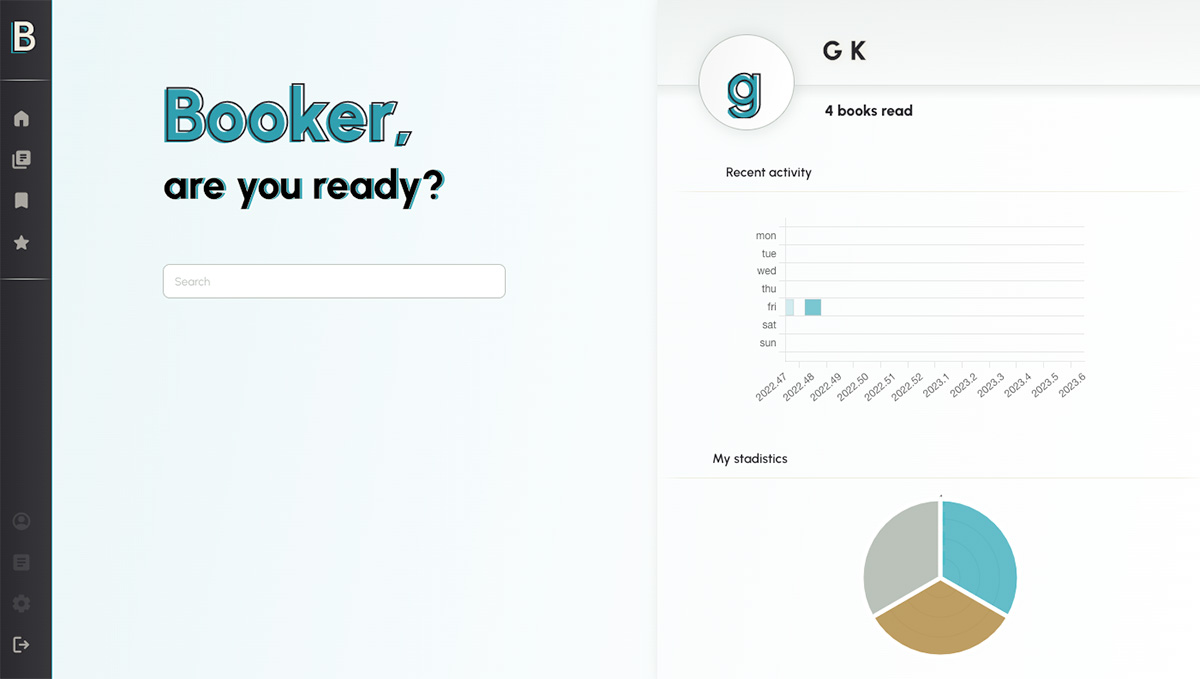 B
Booker,
are you ready?
Search
g
G K
4 books read
Recent activity
mon
tue
wed
thu
fri
sat
sun
2022.47 2022.48 2022.49 2022.50 2022.51 2022.52 2023.1 2023.2 2023.3 2023.4 2023.5 2023.6
My stadistics